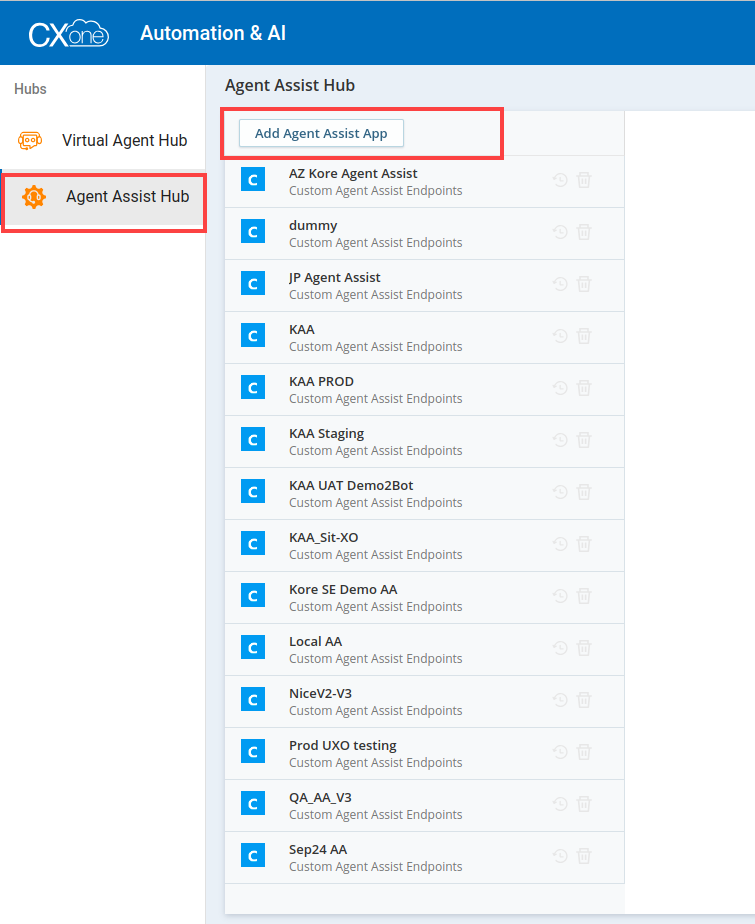 CXone
Automation & AI
Hubs
Virtual Agent Hub
Agent Assist Hub
Agent Assist Hub
Add Agent Assist App
C
AZ Kore Agent Assist
Custom Agent Assist Endpoints
C
dummy
Custom Agent Assist Endpoints
C
JP Agent Assist
Custom Agent Assist Endpoints
C
KAA
Custom Agent Assist Endpoints
C
KAA PROD
Custom Agent Assist Endpoints
C
KAA Staging
Custom Agent Assist Endpoints
C
KAA UAT Demo2Bot
Custom Agent Assist Endpoints
C
KAA_Sit-XO
Custom Agent Assist Endpoints
C
Kore SE Demo AA
Custom Agent Assist Endpoints
C
Local AA
Custom Agent Assist Endpoints
C
NiceV2-V3
Custom Agent Assist Endpoints
C
Prod UXO testing
Custom Agent Assist Endpoints
C
QA_AA_V3
Custom Agent Assist Endpoints
C
Sep24 AA
Custom Agent Assist Endpoints